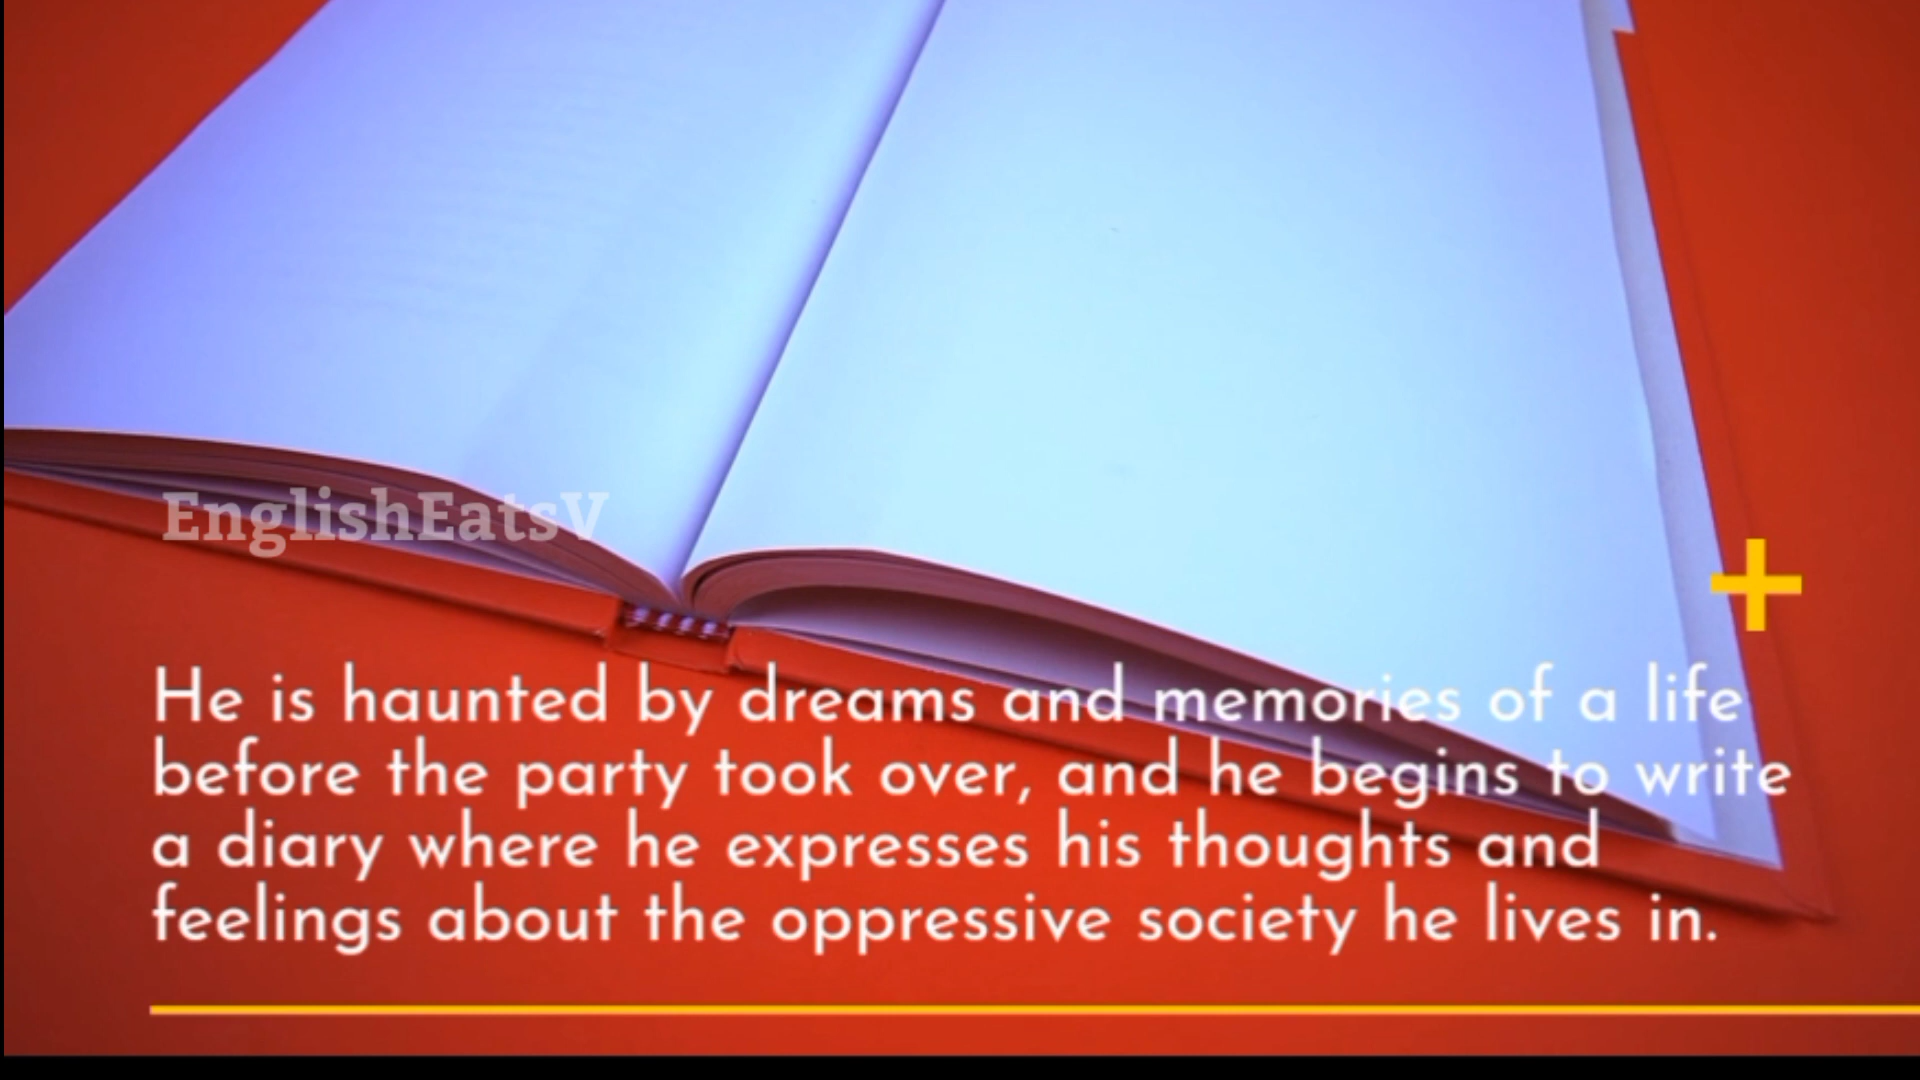 EnglishEatsV
He is haunted by dreams and memories of a life
before the party took over, and he begins to write
a diary where he expresses his thoughts and
feelings about the oppressive society he lives in.